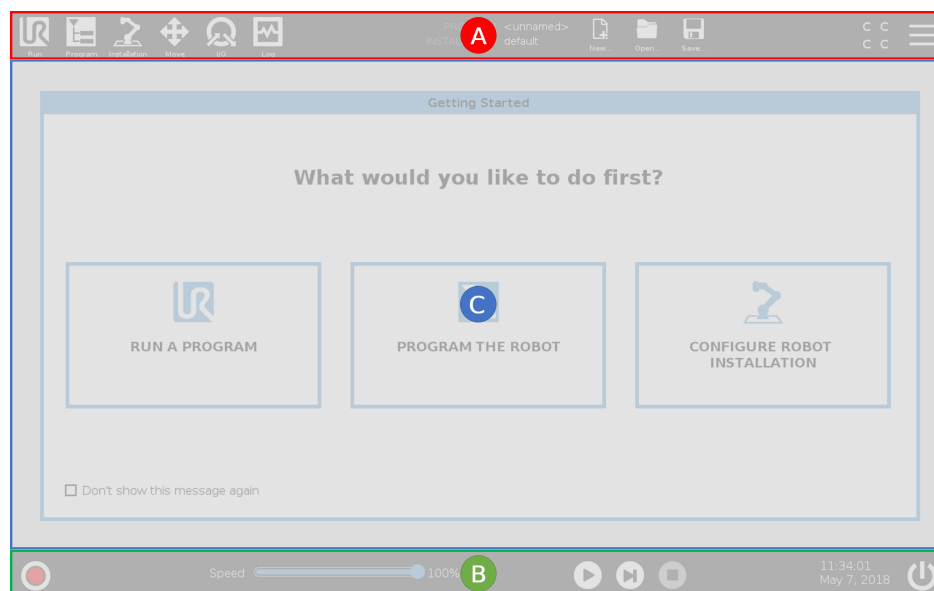 <unnamed>
default
Run
Program
Installation
Move
I/O
Log
A
New...
Open...
Save...
C C
C C
Getting Started
What would you like to do first?
RUN A PROGRAM
C
PROGRAM THE ROBOT
CONFIGURE ROBOT
INSTALLATION
Don't show this message again
Speed
100%
B
11:34:01
May 7, 2018